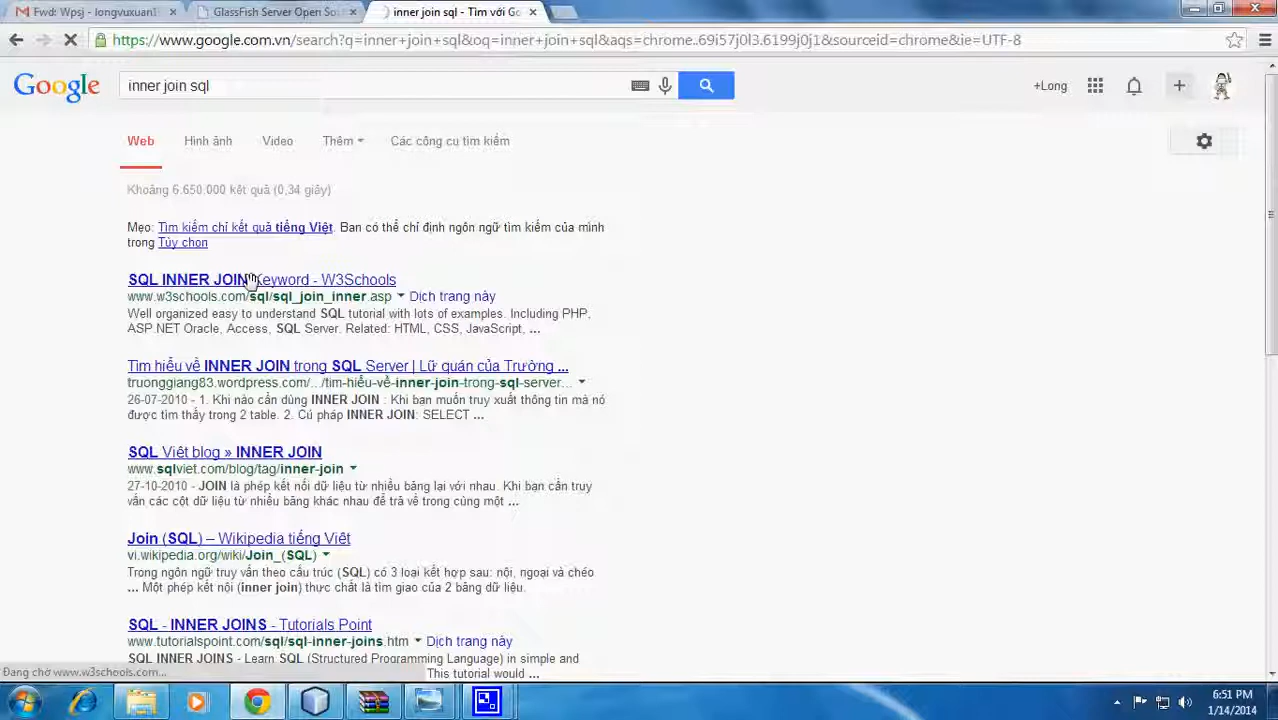 Fwd: Wpsj - longvuxuan1
GlassFish Server Open So
inner join sql - Tìm với Go
https://www.google.com.vn/search?q=inner+join+sql&oq=inner+join+sql&aqs=chrome..69i57j0l3.6199j0j1&sourceid=chrome&ie=UTF-8
Google
inner join sql
+Long
Web
Hình ảnh
Video
Thêm
Các công cụ tìm kiếm
Khoảng 6.650.000 kết quả (0,34 giây)
Mẹo: Tìm kiếm chỉ kết quả tiếng Việt. Bạn có thể chỉ định ngôn ngữ tìm kiếm của mình
trong Tùy chọn
SQL INNER JOIN Keyword - W3Schools
www.w3schools.com/sql/sql_join_inner.asp Dịch trang này
Well organized easy to understand SQL tutorial with lots of examples. Including PHP,
ASP.NET Oracle, Access, SQL Server. Related: HTML, CSS, JavaScript, ...
Tìm hiểu về INNER JOIN trong SQL Server | Lữ quán của Trường ...
truonggiang83.wordpress.com/.../tim-hiểu-về-inner-join-trong-sql-server...
26-07-2010 - 1. Khi nào cần dùng INNER JOIN : Khi bạn muốn truy xuất thông tin mà nó
được tìm thấy trong 2 table. 2. Cú pháp INNER JOIN: SELECT ...
SQL Việt blog » INNER JOIN
www.sqlviet.com/blog/tag/inner-join
27-10-2010 - JOIN là phép kết nối dữ liệu từ nhiều bảng lại với nhau. Khi bạn cần truy
vấn các cột dữ liệu từ nhiều bảng khác nhau để trả về trong cùng một ...
Join (SQL) – Wikipedia tiếng Việt
vi.wikipedia.org/wiki/Join_(SQL)
Trong ngôn ngữ truy vấn theo cấu trúc (SQL) có 3 loại kết hợp sau: nội, ngoại và chéo
... Một phép kết nối (inner join) thực chất là tìm giao của 2 bảng dữ liệu.
SQL - INNER JOINS - Tutorials Point
www.tutorialspoint.com/sql/sql-inner-joins.htm Dịch trang này
SQL INNER JOINS - Learn SQL (Structured Programming Language) in simple and
This tutorial would ...
Đang chờ www.w3schools.com...
6:51 PM
1/14/2014